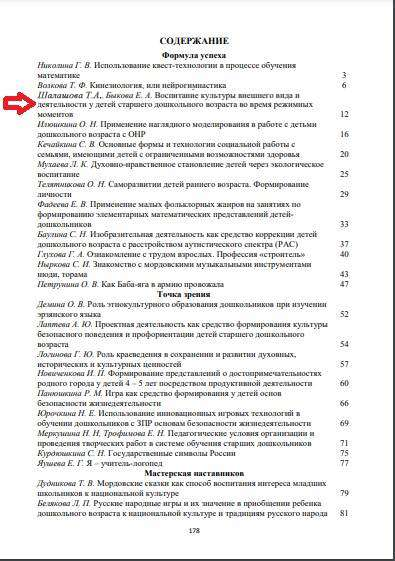 СОДЕРЖАНИЕ
Формула успеха
Николина Г. В. Использование квест-технологии в процессе обучения
математике 3
Волкова Т. Ф. Кинезиология, или нейрогимнастика 6
Шалашова Т.А., Быкова Е. А. Воспитание культуры внешнего вида и
деятельности у детей старшего дошкольного возраста во время режимных
моментов 12
Илюшкина О. Н. Применение наглядного моделирования в работе с детьми
дошкольного возраста с ОНР 16
Кечайкина С. В. Основные формы и технологии социальной работы с
семьями, имеющими детей с ограниченными возможностями здоровья 20
Мулаева Л. К. Духовно-нравственное становление детей через экологическое
воспитание 25
Телятникова О. Н. Саморазвитии детей раннего возраста. Формирование
личности 29
Фадеева Е. В. Применение малых фольклорных жанров на занятиях по
формированию элементарных математических представлений детей-
дошкольников 33
Баулина С. Н. Изобразительная деятельность как средство коррекции детей
дошкольного возраста с расстройством аутистического спектра (РАС) 37
Глухова Г. А. Ознакомление с трудом взрослых. Профессия «строитель» 40
Ныркова С. И. Знакомство с мордовскими музыкальными инструментами
нюди, торама 43
Петрунина О. В. Как Баба-яга в армию провожала 47
Точка зрения
Демина О. В. Роль этнокультурного образования дошкольников при изучении
эрзянского языка 52
Лаптева А. Ю. Проектная деятельность как средство формирования культуры
безопасного поведения и профориентации детей старшего дошкольного
возраста 54
Логинова Г. Ю. Роль краеведения в сохранении и развитии духовных,
исторических и культурных ценностей 57
Новиченкова И. П. Формирование представлений о достопримечательностях
родного города у детей 4 – 5 лет посредством продуктивной деятельности 60
Панюшкина Р. М. Игра как средство формирования у детей основ
безопасности жизнедеятельности 66
Юрочкина Н. Е. Использование инновационных игровых технологий в
обучении дошкольников с ЗПР основам безопасности жизнедеятельности 69
Меркушина Н. Н, Трофимова Е. Н. Педагогические условия организации и
проведения творческих работ в системе обучения старших дошкольников 71
Курдюшкина С. Н. Государственные символы России 75
Яушева Е. Г. Я – учитель-логопед 77
Мастерская наставников
Дудникова Т. В. Мордовские сказки как способ воспитания интереса младших
школьников к национальной культуре 79
Белякова Л. П. Русские народные игры и их значение в приобщении ребенка
дошкольного возраста к национальной культуре и традициям русского народа 81
178